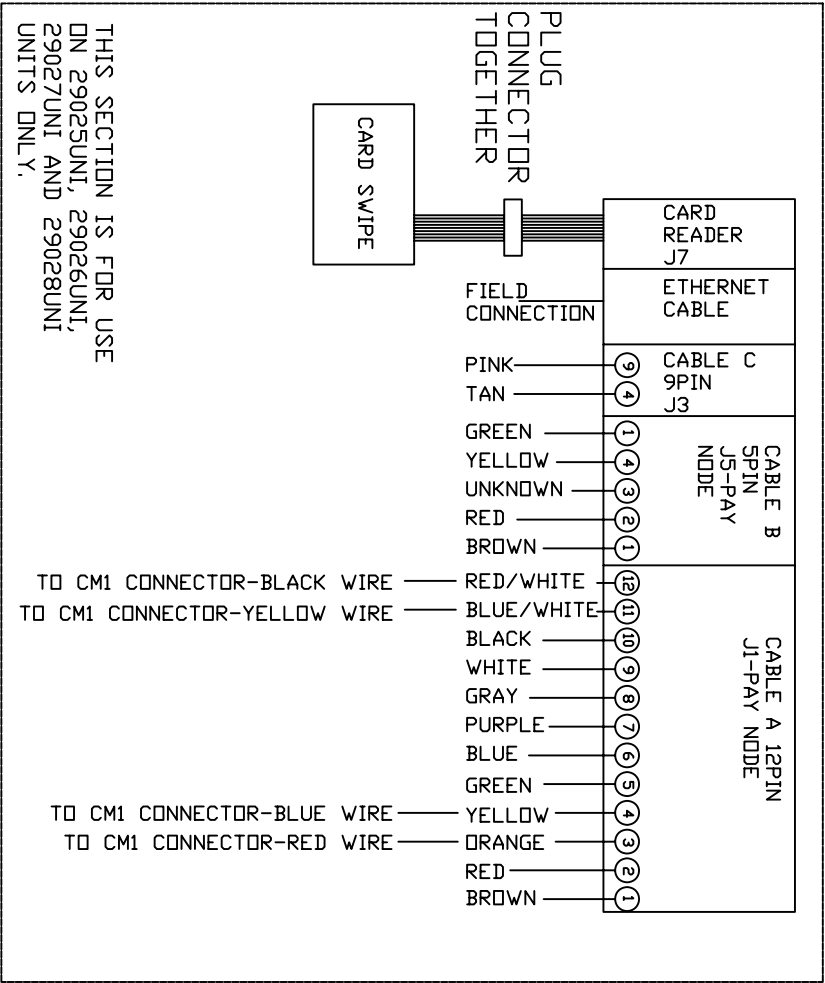 PLUG
CONNECTOR
TOGETHER
THIS SECTION IS FOR USE
ON 29025UNI, 29026UNI,
29027UNI AND 29028UNI
UNITS ONLY.
CARD SWIPE
CARD
READER
J7
FIELD
CONNECTION
ETHERNET
CABLE
PINK 9
TAN 4
CABLE C
9PIN
J3
GREEN 1
YELLOW 4
UNKNOWN 3
RED 2
BROWN 1
CABLE B
5PIN
J5-PAY
NODE
TO CM1 CONNECTOR-BLACK WIRE RED/WHITE 12
TO CM1 CONNECTOR-YELLOW WIRE BLUE/WHITE 11
BLACK 10
WHITE 9
GRAY 8
PURPLE 7
BLUE 6
GREEN 5
TO CM1 CONNECTOR-BLUE WIRE YELLOW 4
TO CM1 CONNECTOR-RED WIRE ORANGE 3
RED 2
BROWN 1
CABLE A 12PIN
J1-PAY NODE